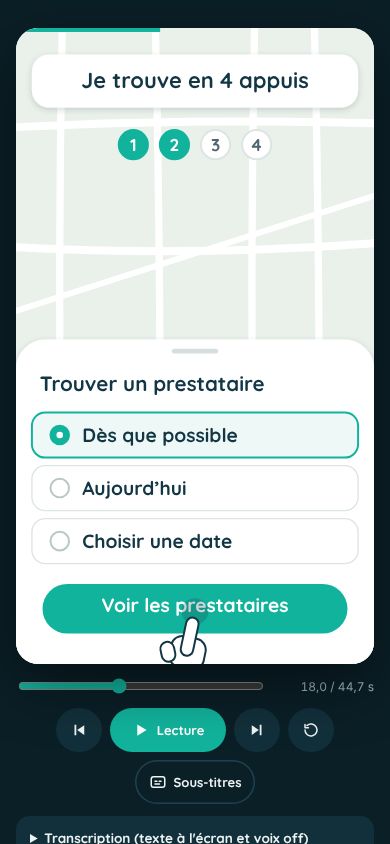 Je trouve en 4 appuis
1 2 3 4
Trouver un prestataire
Dès que possible
Aujourd’hui
Choisir une date
Voir les prestataires
18,0 / 44,7 s
Lecture
Sous-titres
Transcription (texte à l'écran et voix off)